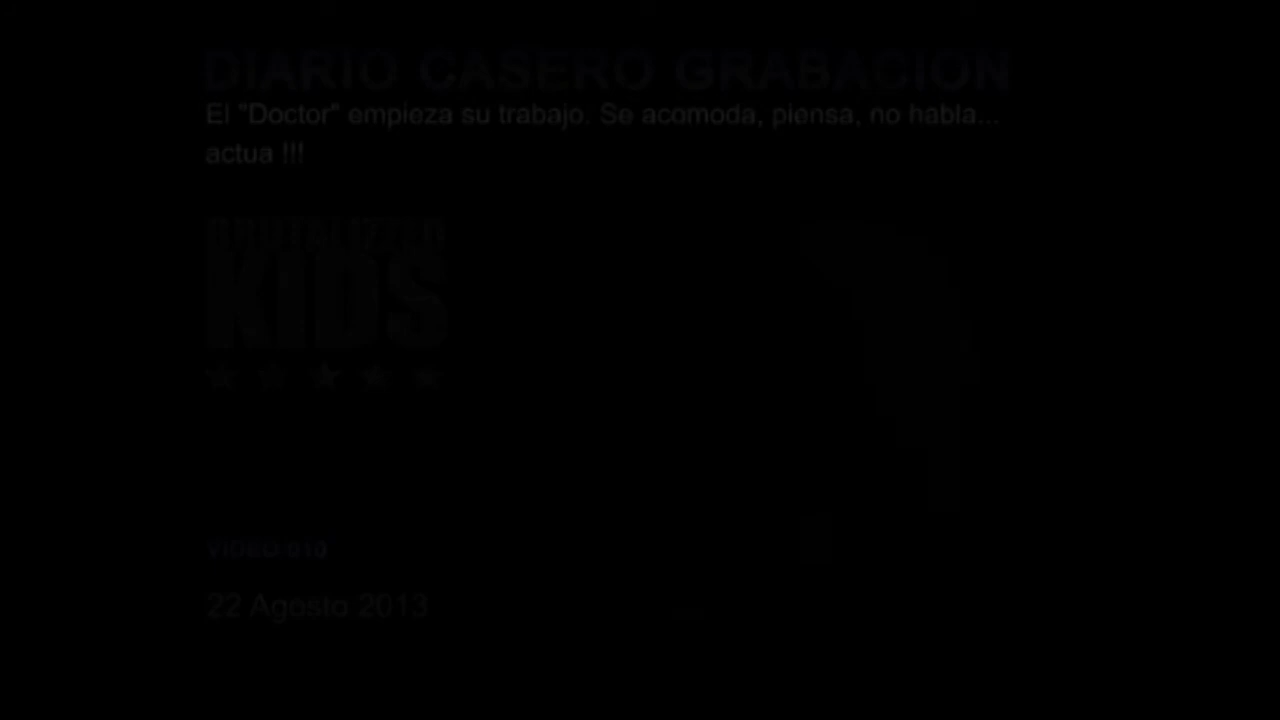 DIARIO CASERO GRABACION
El "Doctor" empieza su trabajo. Se acomoda, piensa, no habla...
actua !!!
BRUTALIZZED
KIDS
VIDEO 010
22 Agosto 2013